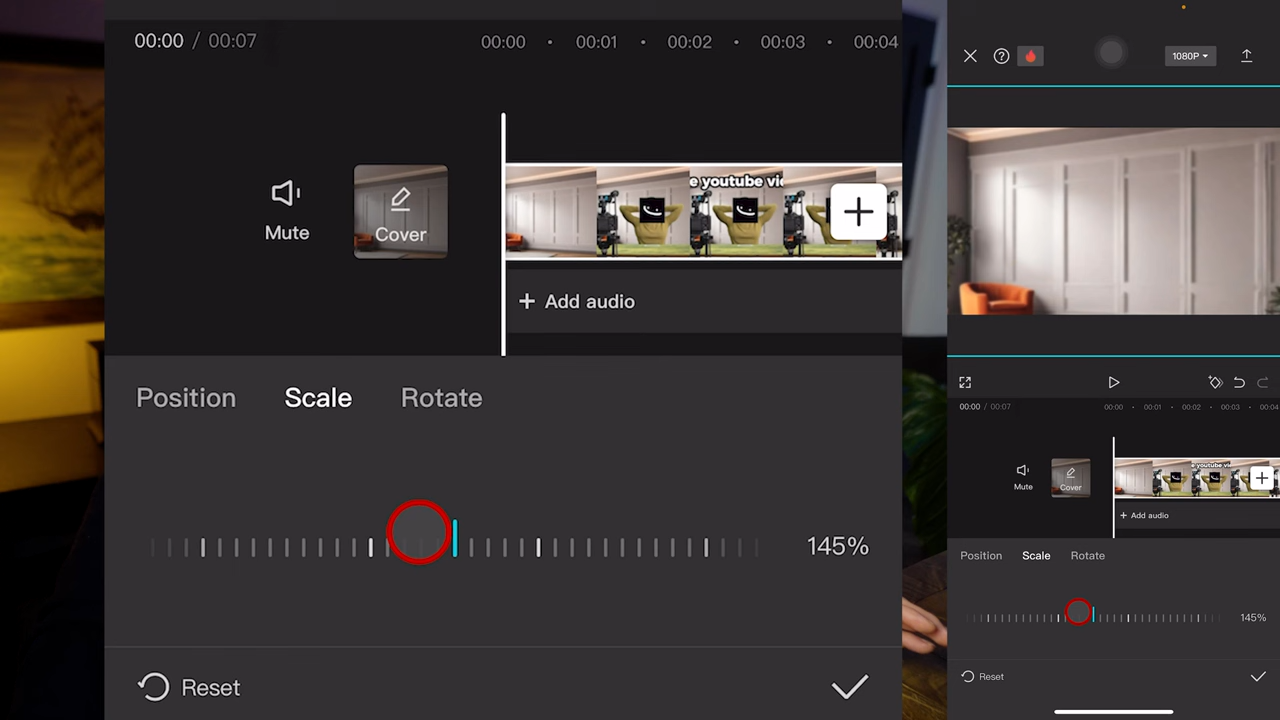 00:00 / 00:07
00:00 00:01 00:02 00:03 00:04
e youtube vi
Mute
Cover
+ Add audio
Position Scale Rotate
145%
Reset
1080P
00:00 / 00:07
00:00 00:01 00:02 00:03 00:04
e youtube vi
Mute
Cover
+ Add audio
Position Scale Rotate
145%
Reset